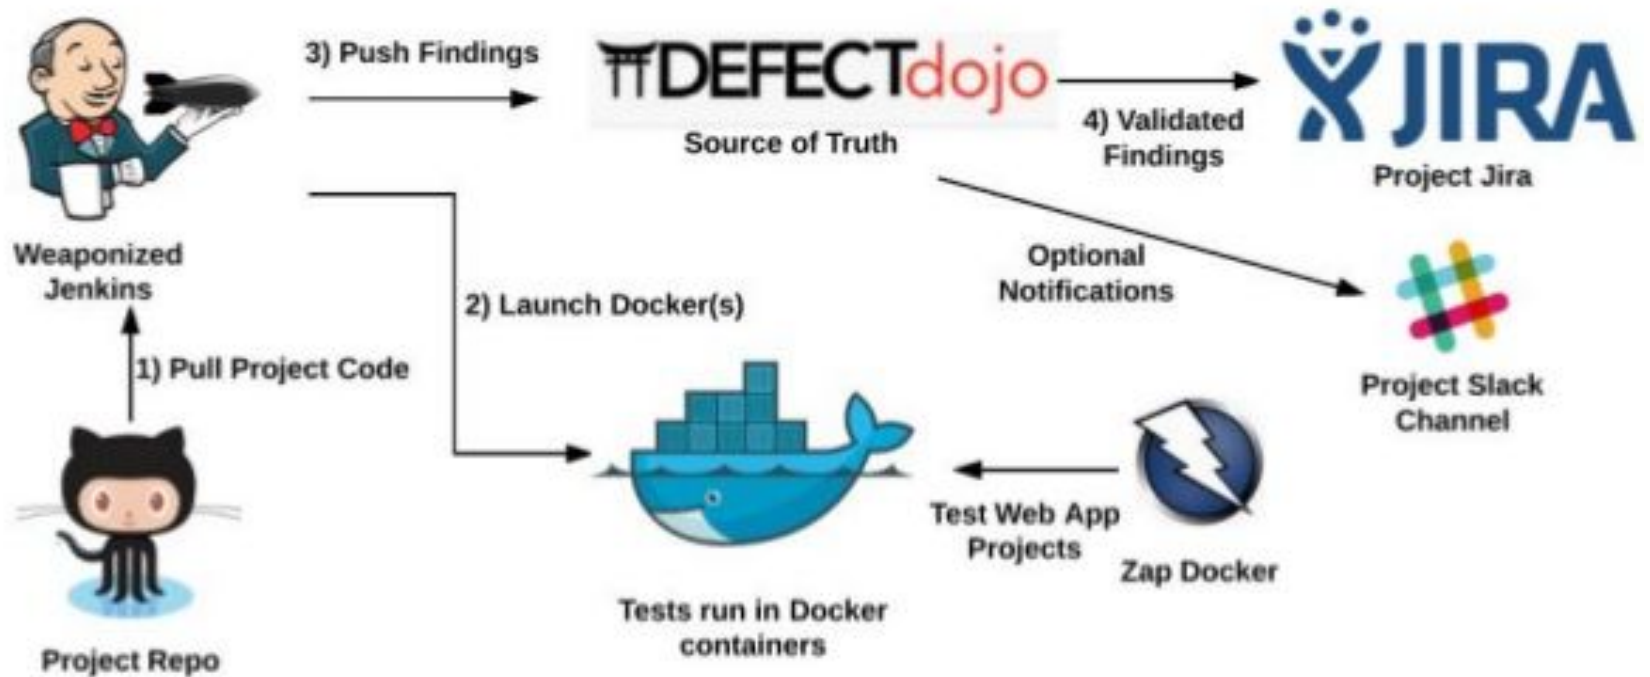 3) Push Findings
DEFECTdojo
Source of Truth
4) Validated
Findings
JIRA
Project Jira
Weaponized
Jenkins
Optional
Notifications
2) Launch Docker(s)
1) Pull Project Code
Project Slack
Channel
Test Web App
Projects
Zap Docker
Tests run in Docker
containers
Project Repo